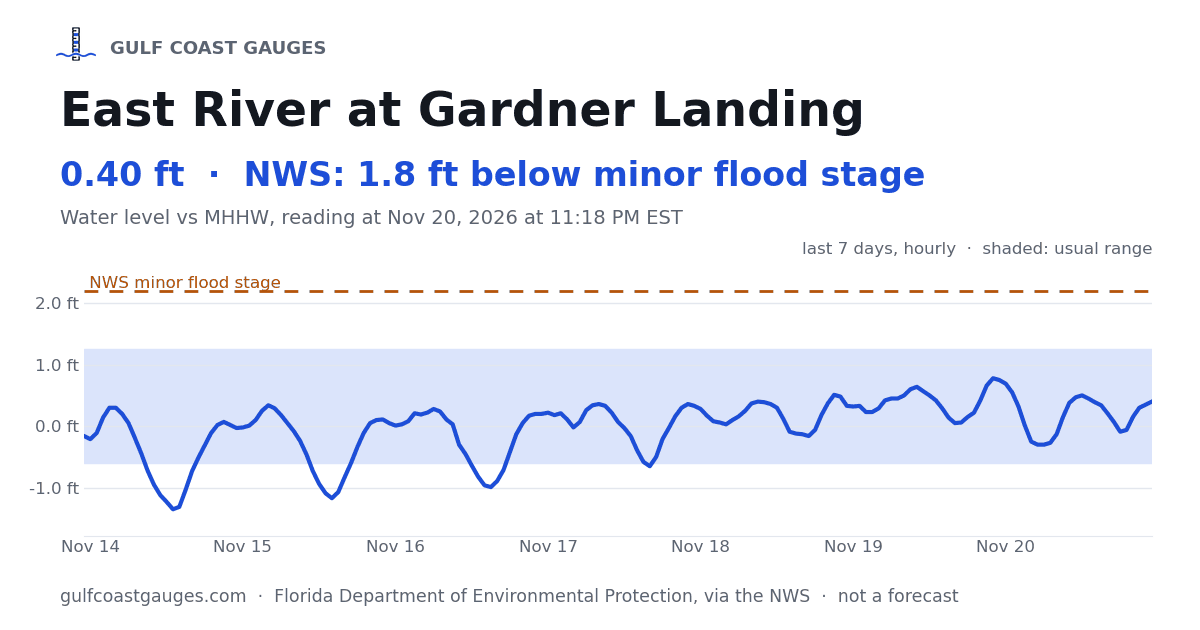 GULF COAST GAUGES
East River at Gardner Landing
0.40 ft · NWS: 1.8 ft below minor flood stage
Water level vs MHHW, reading at Nov 20, 2026 at 11:18 PM EST
last 7 days, hourly · shaded: usual range
NWS minor flood stage
2.0 ft
1.0 ft
0.0 ft
-1.0 ft
Nov 14 Nov 15 Nov 16 Nov 17 Nov 18 Nov 19 Nov 20
gulfcoastgauges.com · Florida Department of Environmental Protection, via the NWS · not a forecast